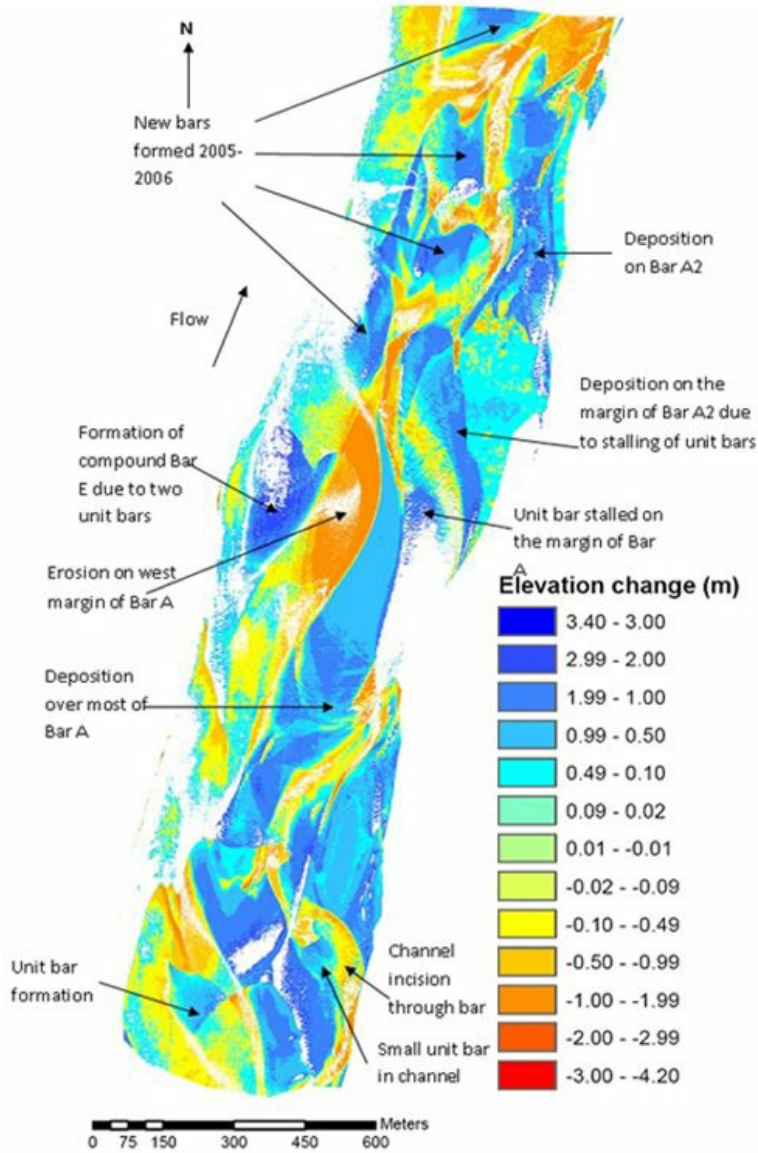 N
New bars
formed 2005-
2006
Deposition
on Bar A2
Flow
Deposition on the
margin of Bar A2 due
to stalling of unit bars
Formation of
compound Bar
E due to two
unit bars
Unit bar stalled on
the margin of Bar
A
Erosion on west
margin of Bar A
Deposition
over most of
Bar A
Elevation change (m)
3.40 - 3.00
2.99 - 2.00
1.99 - 1.00
0.99 - 0.50
0.49 - 0.10
0.09 - 0.02
0.01 - -0.01
-0.02 - -0.09
-0.10 - -0.49
-0.50 - -0.99
-1.00 - -1.99
-2.00 - -2.99
-3.00 - -4.20
Unit bar
formation
Channel
incision
through bar
Small unit bar
in channel
Meters
0 75 150 300 450 600